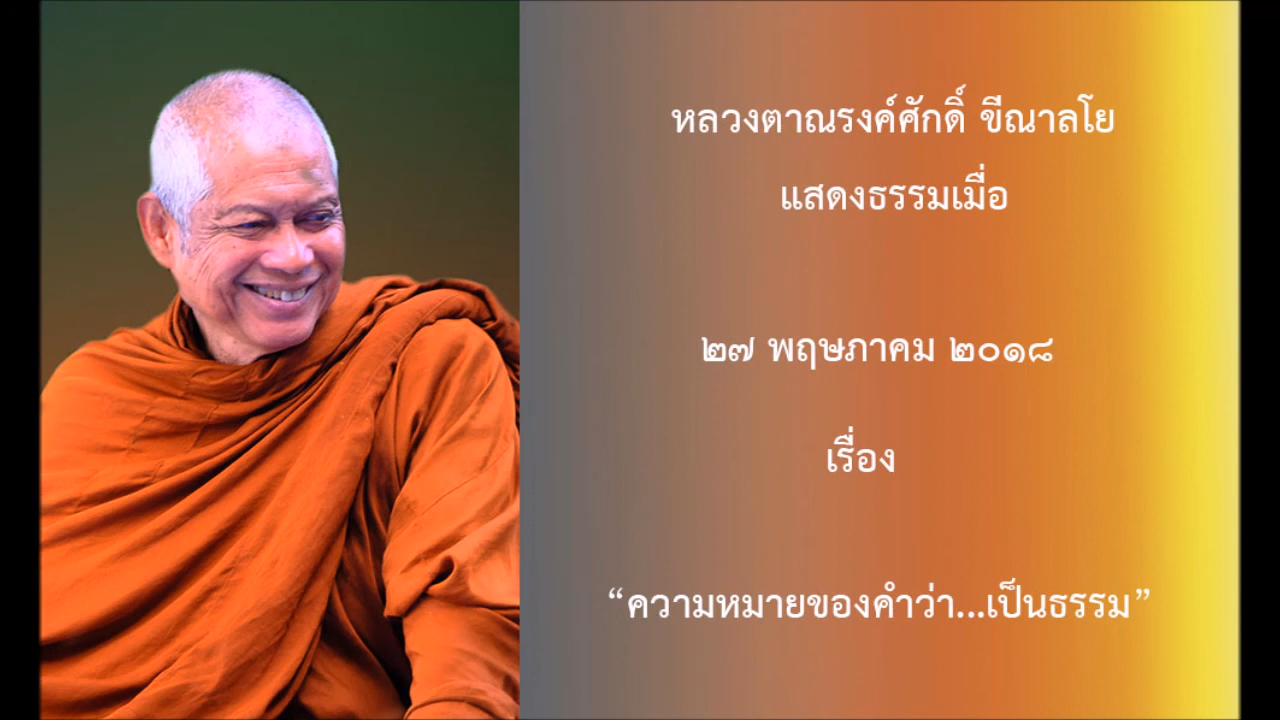 หลวงตาณรงค์ศักดิ์ ขีณาลโย
แสดงธรรมเมื่อ
๒๗ พฤษภาคม ๒๐๑๘
เรื่อง
“ความหมายของคำว่า...เป็นธรรม”